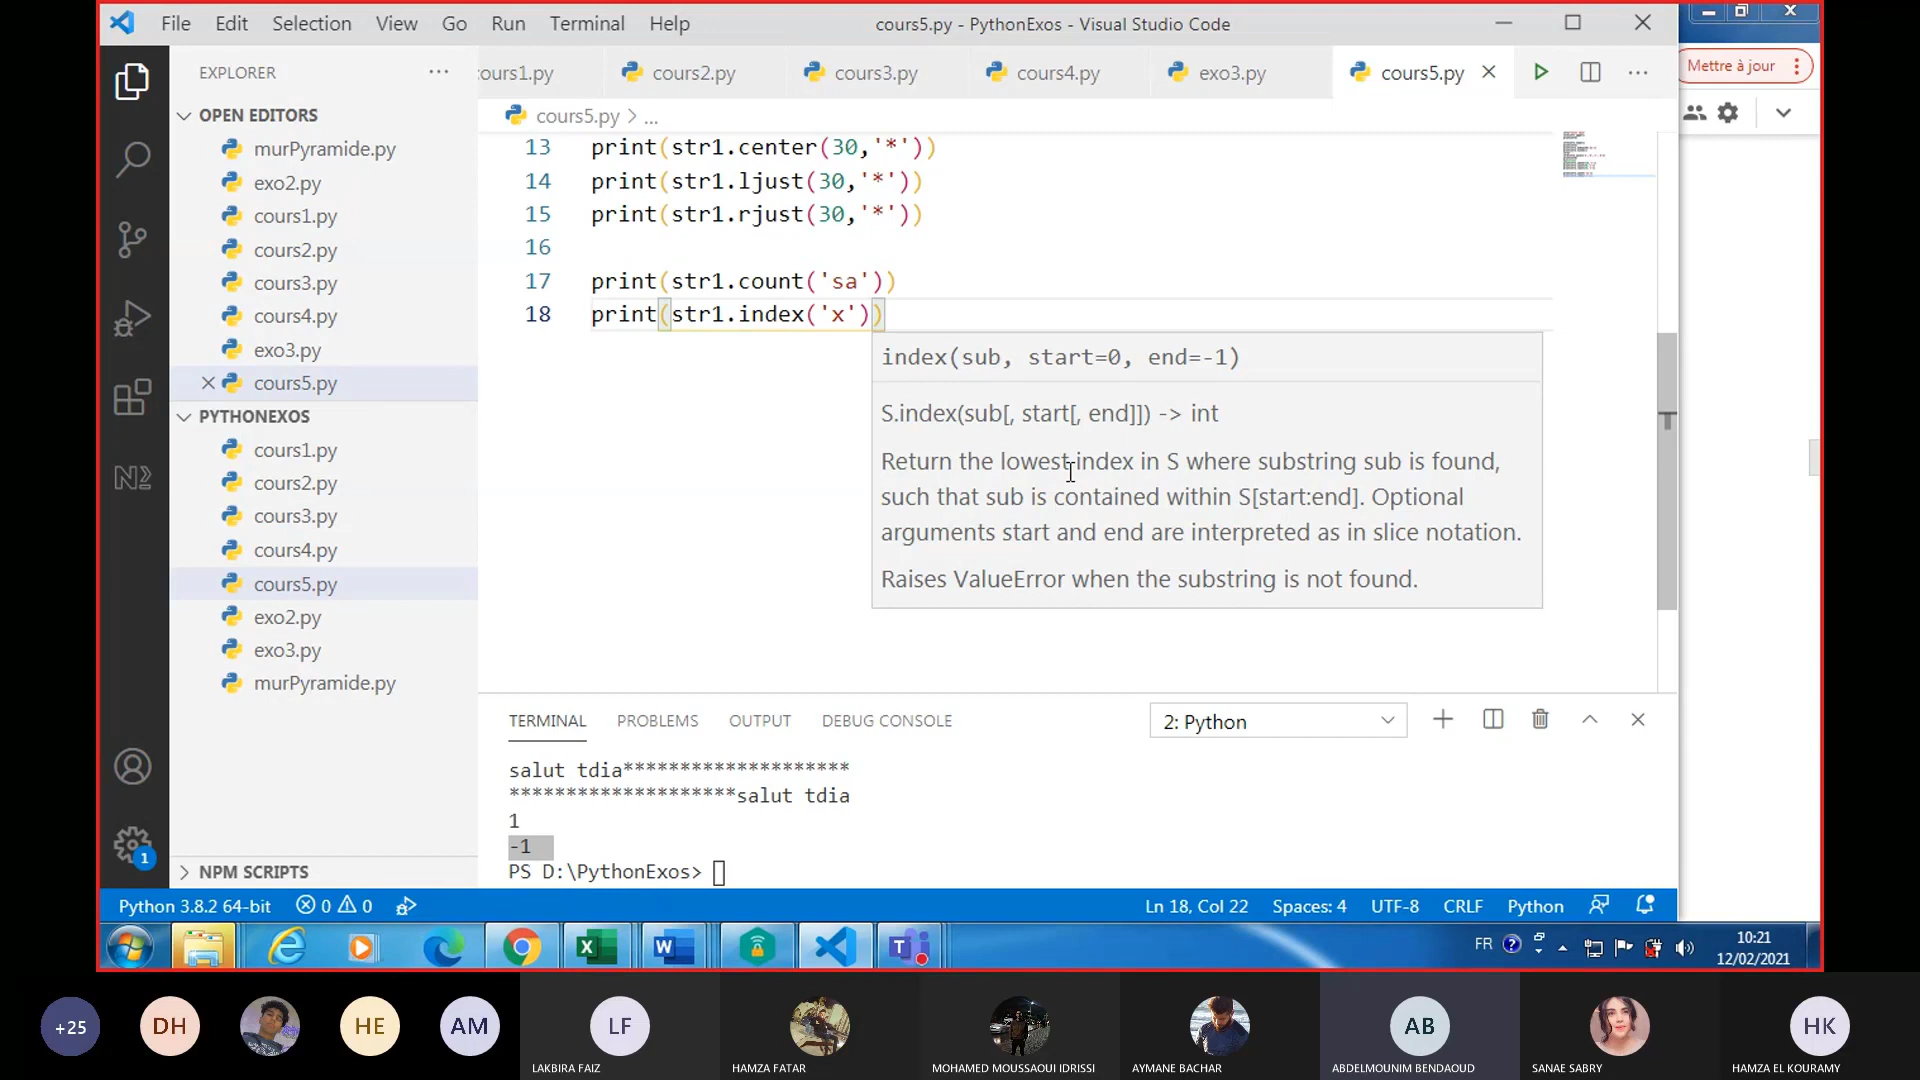 File Edit Selection View Go Run Terminal Help
cours5.py - PythonExos - Visual Studio Code
Mettre à jour
EXPLORER
OPEN EDITORS
murPyramide.py
exo2.py
cours1.py
cours2.py
cours3.py
cours4.py
exo3.py
cours5.py
PYTHONEXOS
cours1.py
cours2.py
cours3.py
cours4.py
cours5.py
exo2.py
exo3.py
murPyramide.py
NPM SCRIPTS
ours1.py cours2.py cours3.py cours4.py exo3.py cours5.py
cours5.py > ...
13 print(str1.center(30,'*'))
14 print(str1.ljust(30,'*'))
15 print(str1.rjust(30,'*'))
16
17 print(str1.count('sa'))
18 print(str1.index('x'))
index(sub, start=0, end=-1)
S.index(sub[, start[, end]]) -> int
Return the lowest index in S where substring sub is found,
such that sub is contained within S[start:end]. Optional
arguments start and end are interpreted as in slice notation.
Raises ValueError when the substring is not found.
TERMINAL PROBLEMS OUTPUT DEBUG CONSOLE
2: Python
salut tdia********************
********************salut tdia
1
-1
PS D:\PythonExos>
1
Python 3.8.2 64-bit 0 0
Ln 18, Col 22 Spaces: 4 UTF-8 CRLF Python
FR
10:21
12/02/2021
+25 DH HE AM LF AB HK
LAKBIRA FAIZ HAMZA FATAR MOHAMED MOUSSAOUI IDRISSI AYMANE BACHAR ABDELMOUNIM BENDAOUD SANAE SABRY HAMZA EL KOURAMY